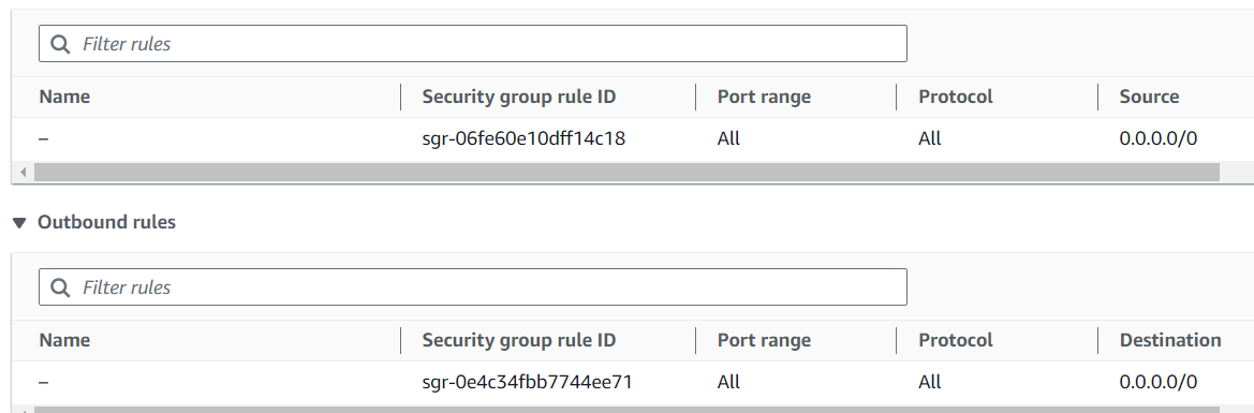 Filter rules
Name Security group rule ID Port range Protocol Source
– sgr-06fe60e10dff14c18 All All 0.0.0.0/0
Outbound rules
Filter rules
Name Security group rule ID Port range Protocol Destination
– sgr-0e4c34fbb7744ee71 All All 0.0.0.0/0